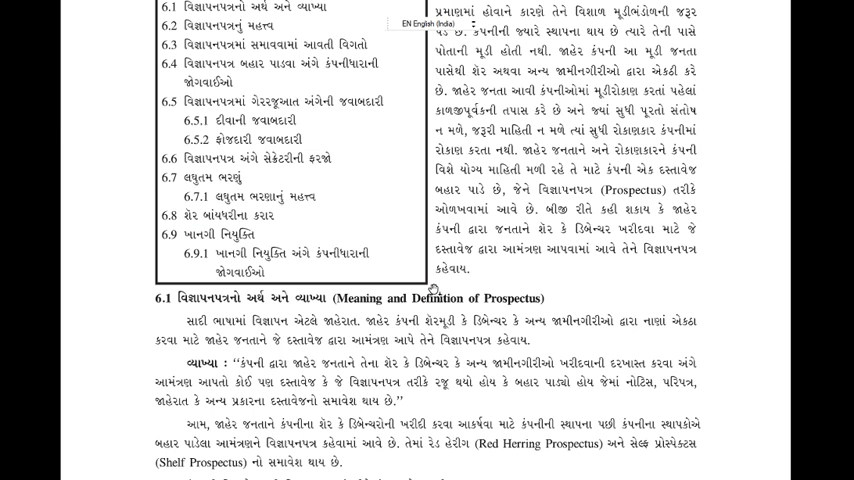 6.1 વિજ્ઞાપનપત્રનો અર્થ અને વ્યાખ્યા
6.2 વિજ્ઞાપનપત્રનું મહત્ત્વ
6.3 વિજ્ઞાપનપત્રમાં સમાવવામાં આવતી વિગતો
6.4 વિજ્ઞાપનપત્ર બહાર પાડવા અંગે કંપનીધારાની
જોગવાઈઓ
6.5 વિજ્ઞાપનપત્રમાં ગેરરજૂઆત અંગેની જવાબદારી
6.5.1 દીવાની જવાબદારી
6.5.2 ફોજદારી જવાબદારી
6.6 વિજ્ઞાપનપત્ર અંગે સેક્રેટરીની ફરજો
6.7 લઘુતમ ભરણું
6.7.1 લઘુતમ ભરણાનું મહત્ત્વ
6.8 શૅર બાંયધરીના કરાર
6.9 ખાનગી નિયુક્તિ
6.9.1 ખાનગી નિયુક્તિ અંગે કંપનીધારાની
જોગવાઈઓ
પ્રમાણમાં હોવાને કારણે તેને વિશાળ મૂડીભંડોળની જરૂર
EN English (India)
પડે છે. કંપનીની જ્યારે સ્થાપના થાય છે ત્યારે તેની પાસે
પોતાની મૂડી હોતી નથી. જાહેર કંપની આ મૂડી જનતા
પાસેથી શૅર અથવા અન્ય જામીનગીરીઓ દ્વારા એકઠી કરે
છે. જાહેર જનતા આવી કંપનીઓમાં મૂડીરોકાણ કરતાં પહેલાં
કાળજીપૂર્વકની તપાસ કરે છે અને જ્યાં સુધી પૂરતો સંતોષ
ન મળે, જરૂરી માહિતી ન મળે ત્યાં સુધી રોકાણકાર કંપનીમાં
રોકાણ કરતા નથી. જાહેર જનતાને અને રોકાણકારને કંપની
વિશે યોગ્ય માહિતી મળી રહે તે માટે કંપની એક દસ્તાવેજ
બહાર પાડે છે, જેને વિજ્ઞાપનપત્ર (Prospectus) તરીકે
ઓળખવામાં આવે છે. બીજી રીતે કહી શકાય કે જાહેર
કંપની દ્વારા જનતાને શૅર કે ડિબેન્ચર ખરીદવા માટે જે
દસ્તાવેજ દ્વારા આમંત્રણ આપવામાં આવે તેને વિજ્ઞાપનપત્ર
કહેવાય.
6.1 વિજ્ઞાપનપત્રનો અર્થ અને વ્યાખ્યા (Meaning and Definition of Prospectus)
સાદી ભાષામાં વિજ્ઞાપન એટલે જાહેરાત. જાહેર કંપની શૅરમૂડી કે ડિબેન્ચર કે અન્ય જામીનગીરીઓ દ્વારા નાણાં એકઠા
કરવા માટે જાહેર જનતાને જે દસ્તાવેજ દ્વારા આમંત્રણ આપે તેને વિજ્ઞાપનપત્ર કહેવાય.
વ્યાખ્યા : ‘‘કંપની દ્વારા જાહેર જનતાને તેના શૅર કે ડિબેન્ચર કે અન્ય જામીનગીરીઓ ખરીદવાની દરખાસ્ત કરવા અંગે
આમંત્રણ આપતો કોઈ પણ દસ્તાવેજ કે જે વિજ્ઞાપનપત્ર તરીકે રજૂ થયો હોય કે બહાર પાડ્યો હોય જેમાં નોટિસ, પરિપત્ર,
જાહેરાત કે અન્ય પ્રકારના દસ્તાવેજનો સમાવેશ થાય છે.’’
આમ, જાહેર જનતાને કંપનીના શૅર કે ડિબેન્ચરોની ખરીદી કરવા આકર્ષવા માટે કંપનીની સ્થાપના પછી કંપનીના સ્થાપકોએ
બહાર પાડેલા આમંત્રણને વિજ્ઞાપનપત્ર કહેવામાં આવે છે. તેમાં રેડ હેરીંગ (Red Herring Prospectus) અને સેલ્ફ પ્રોસ્પેક્ટસ
(Shelf Prospectus) નો સમાવેશ થાય છે.